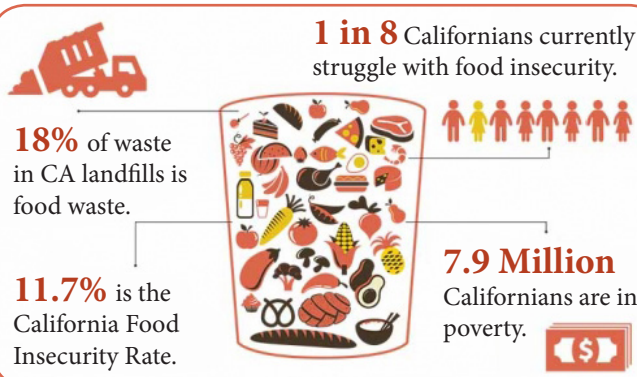 1 in 8 Californians currently
struggle with food insecurity.
18% of waste
in CA landfills is
food waste.
11.7% is the
California Food
Insecurity Rate.
7.9 Million
Californians are in
poverty.
$